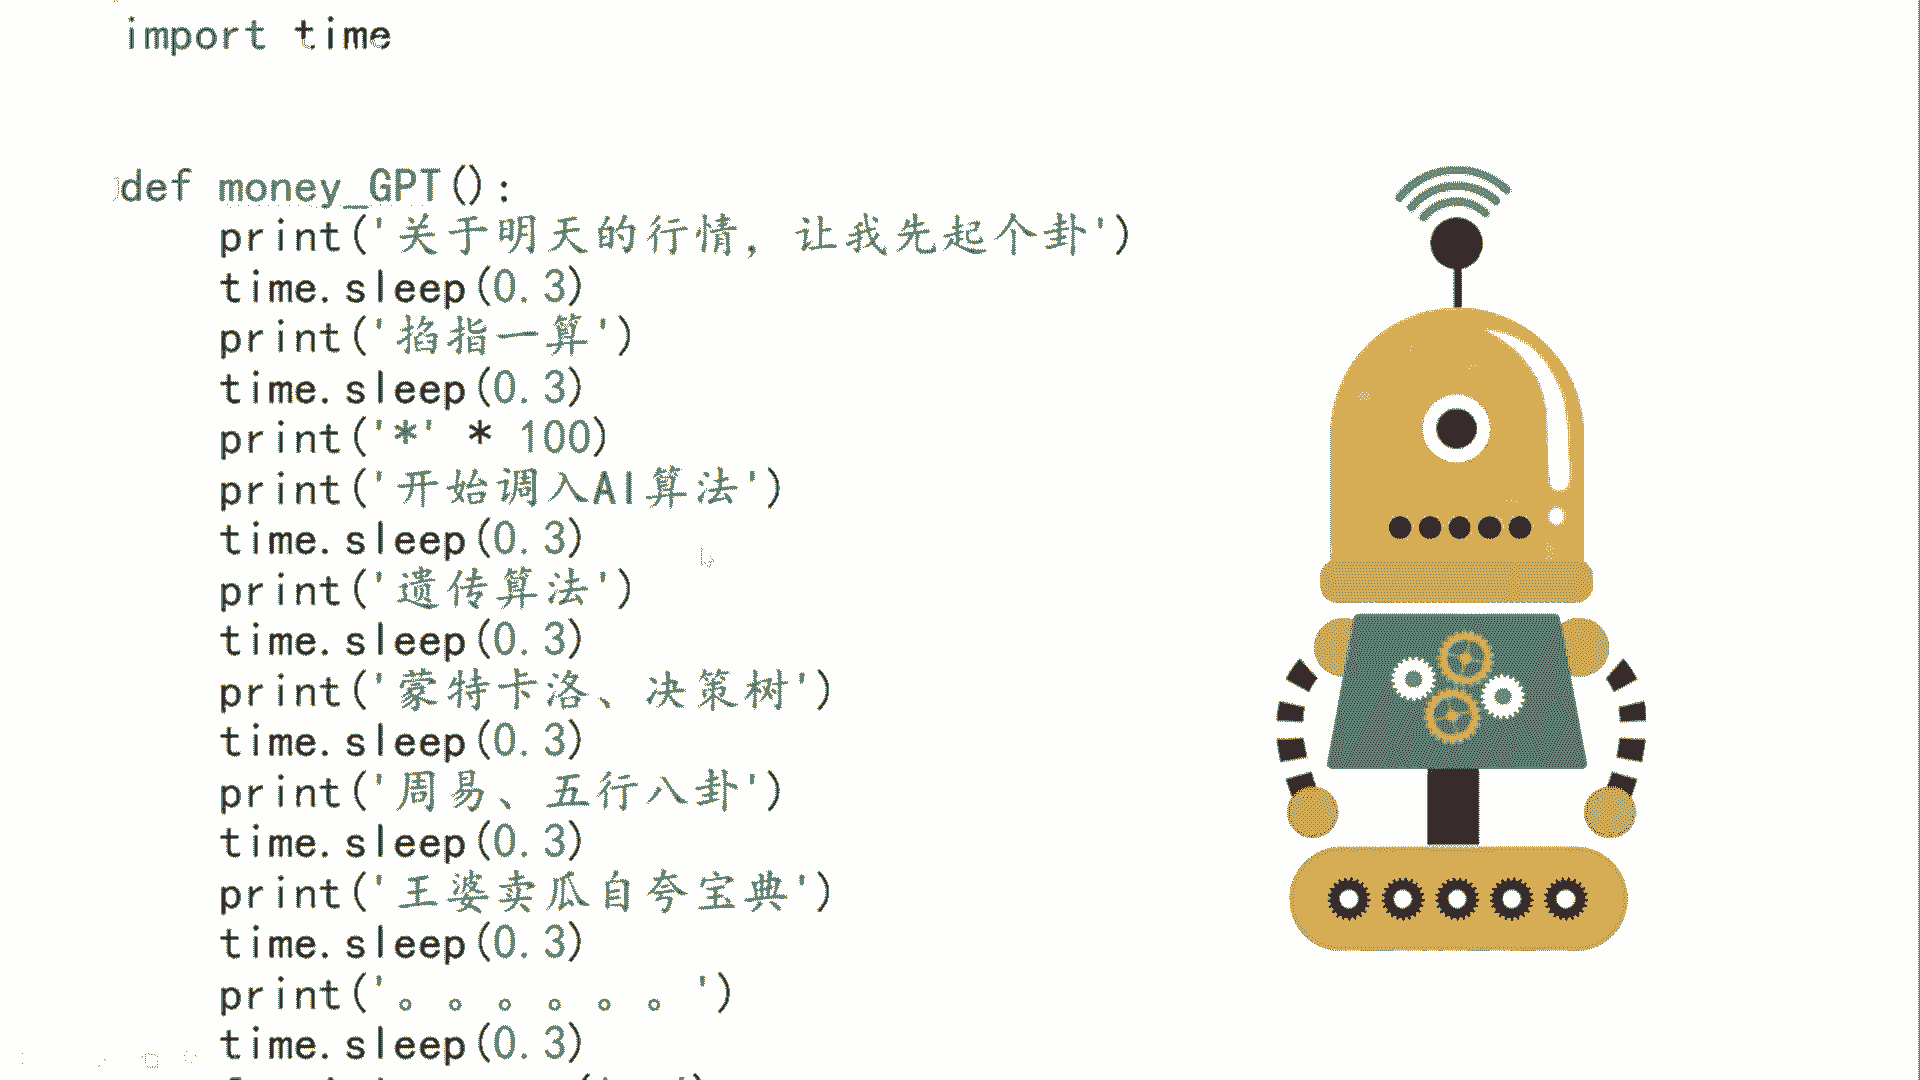 import time
def money_GPT():
print('关于明天的行情，让我先起个卦')
time.sleep(0.3)
print('掐指一算')
time.sleep(0.3)
print('*' * 100)
print('开始调入AI算法')
time.sleep(0.3)
print('遗传算法')
time.sleep(0.3)
print('蒙特卡洛、决策树')
time.sleep(0.3)
print('周易、五行八卦')
time.sleep(0.3)
print('王婆卖瓜自夸宝典')
time.sleep(0.3)
print('。。。。。。')
time.sleep(0.3)